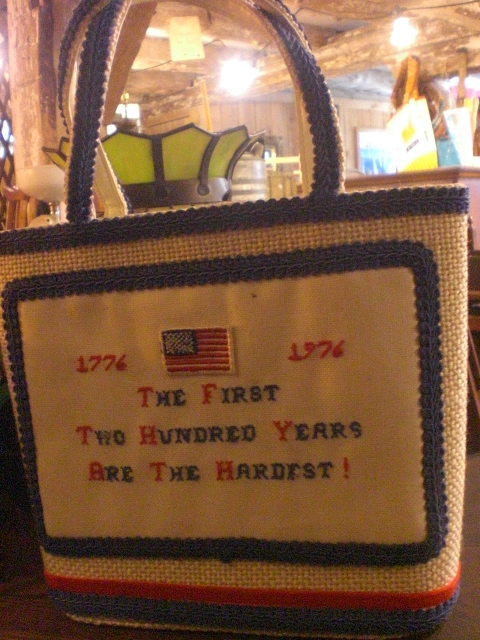 1776 1976
The First
Two Hundred Years
Are The Hardest!